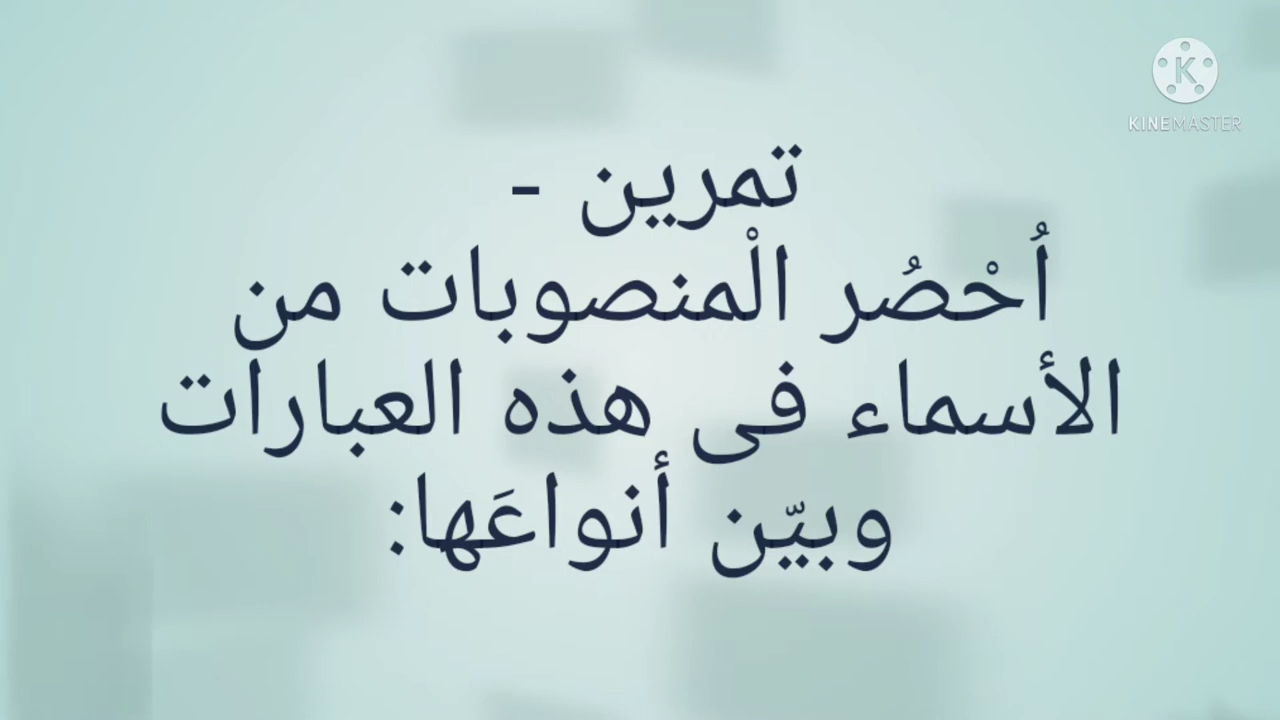 KINEMASTER
تمرين -
أُحْصُر الْمنصوبات من
الأسماء فى هذه العبارات
وبيّن أنواعَها: